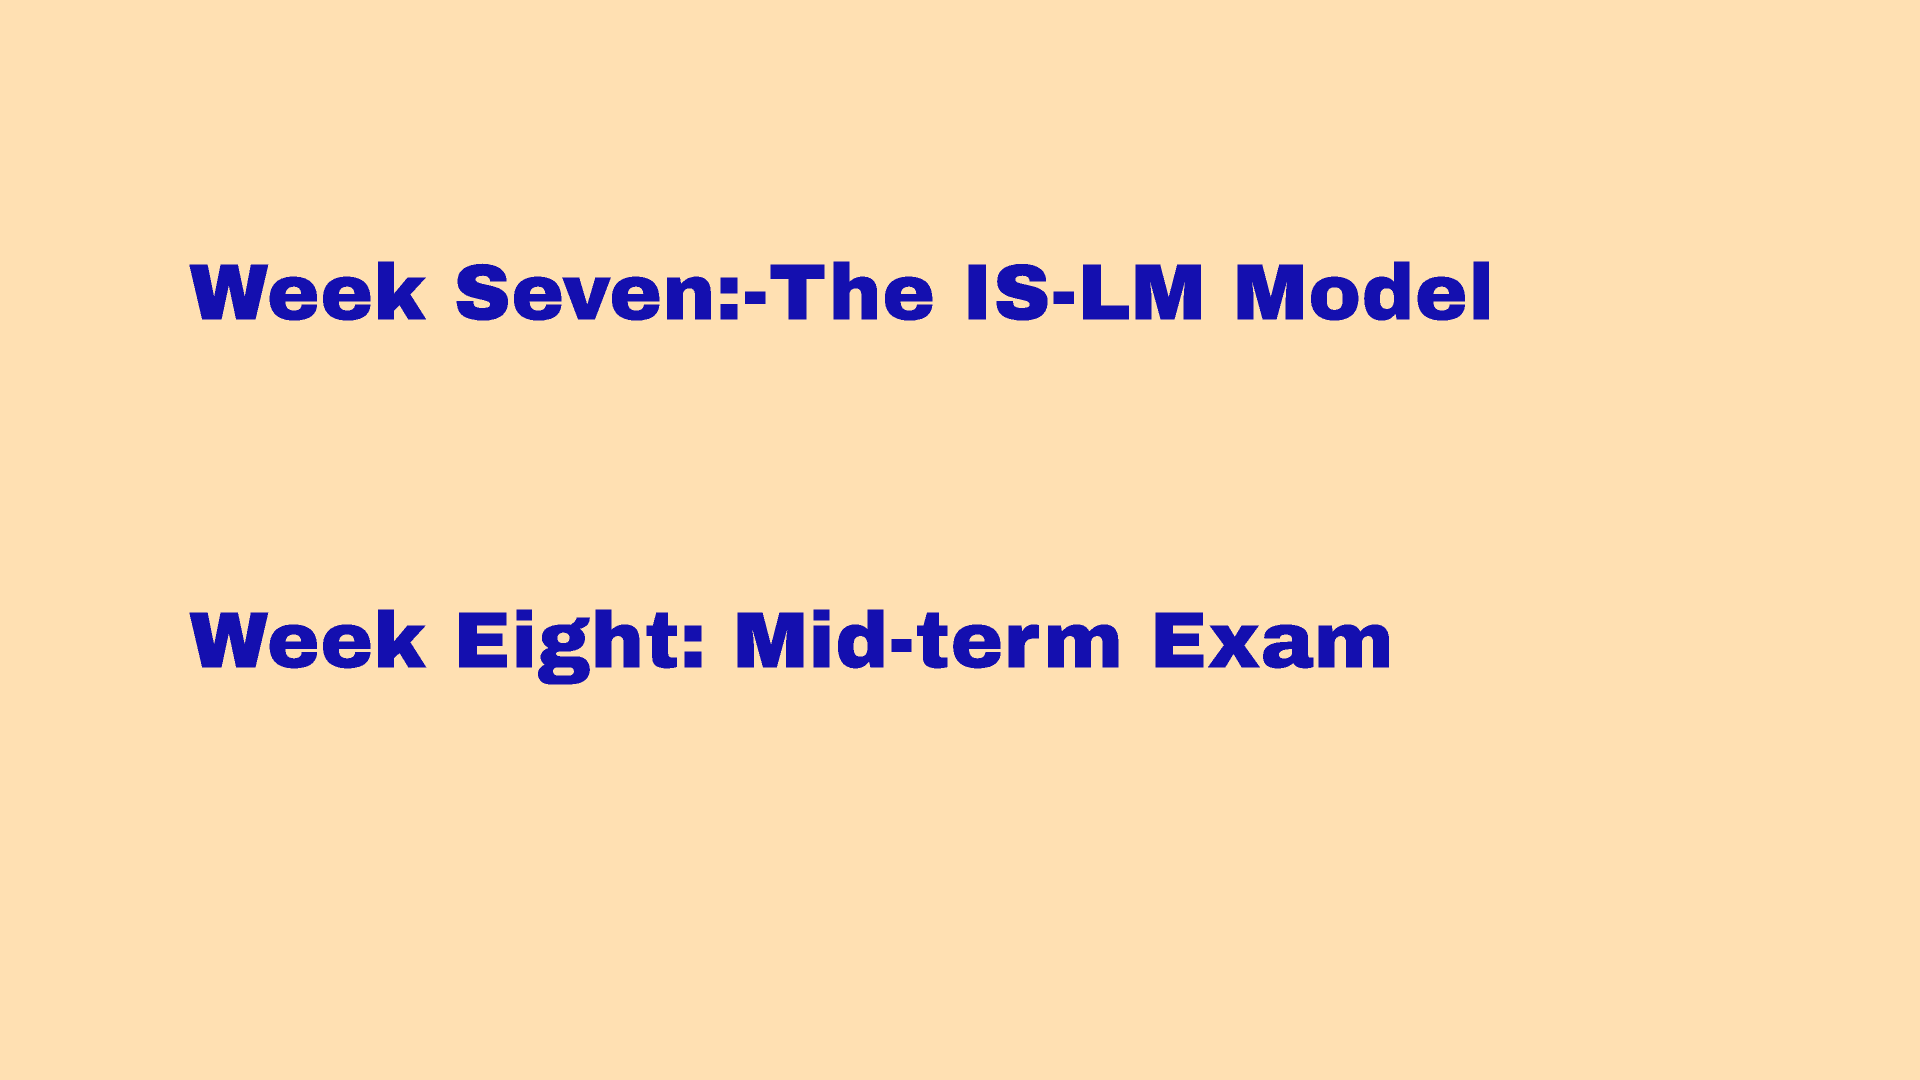 Week Seven:-The IS-LM Model
Week Eight: Mid-term Exam